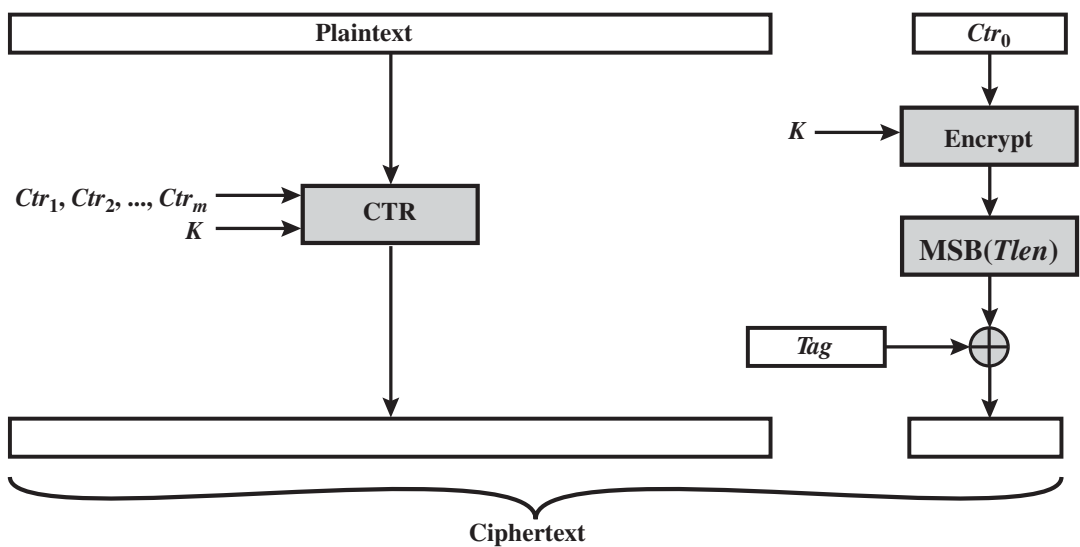 Plaintext
Ctr0
K
Encrypt
Ctr1, Ctr2, ..., Ctrm
K
CTR
MSB(Tlen)
Tag
Ciphertext